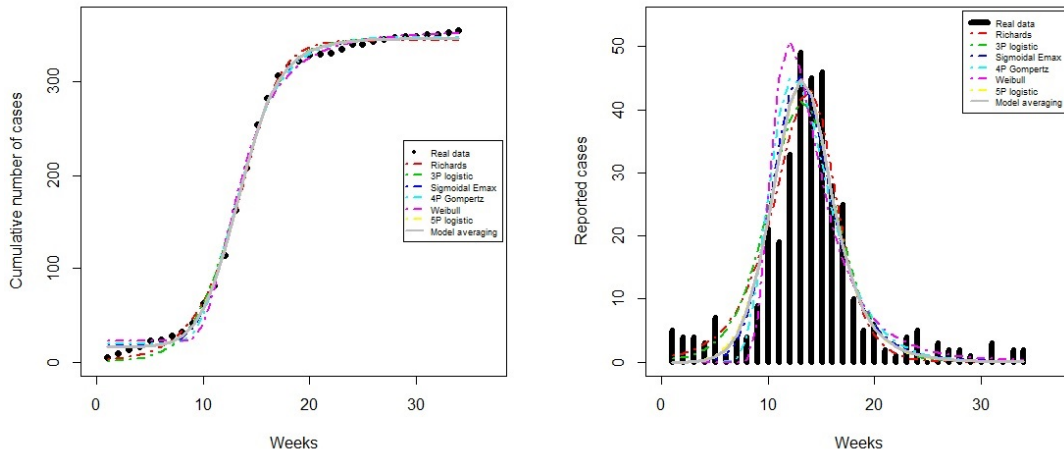 Cumulative number of cases
0
100
200
300
0
10
20
30
Weeks
Real data
Richards
3P logistic
Sigmoidal Emax
4P Gompertz
Weibull
5P logistic
Model averaging
Reported cases
0
10
20
30
40
50
0
10
20
30
Weeks
Real data
Richards
3P logistic
Sigmoidal Emax
4P Gompertz
Weibull
5P logistic
Model averaging